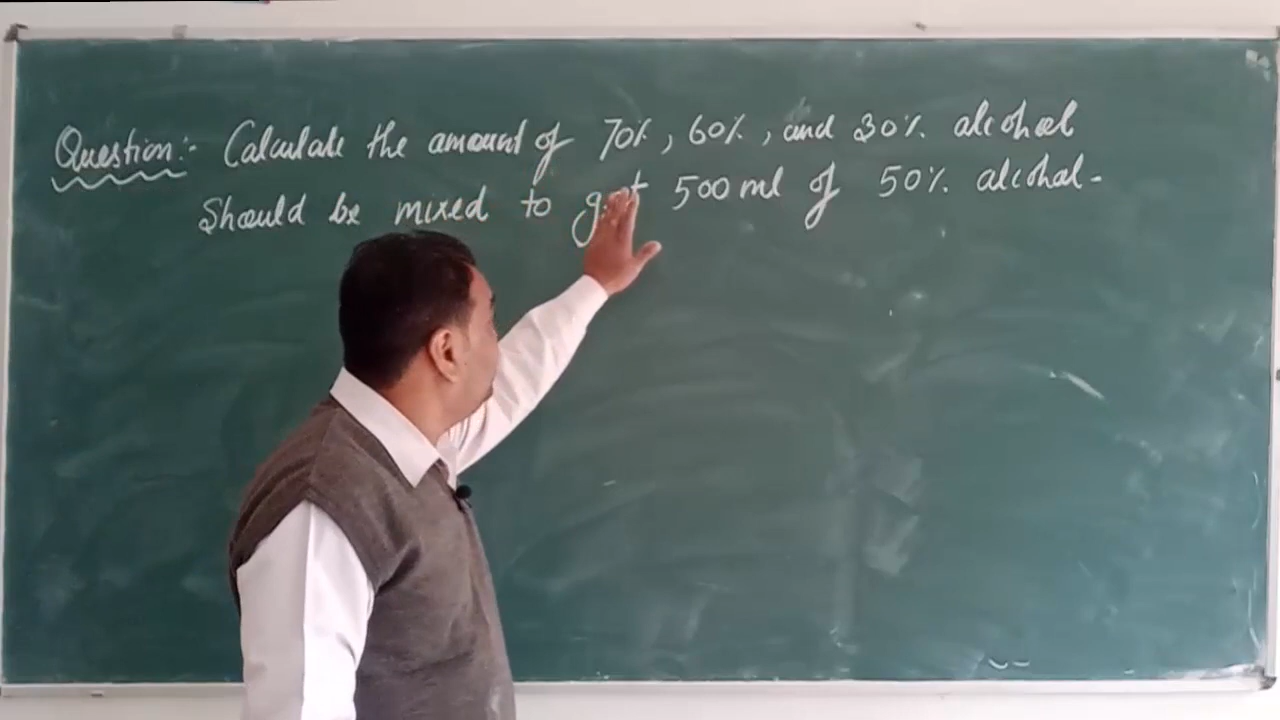 Question:- Calculate the amount of 70%, 60%, and 30% alcohol
Should be mixed to get 500 ml of 50% alcohol.